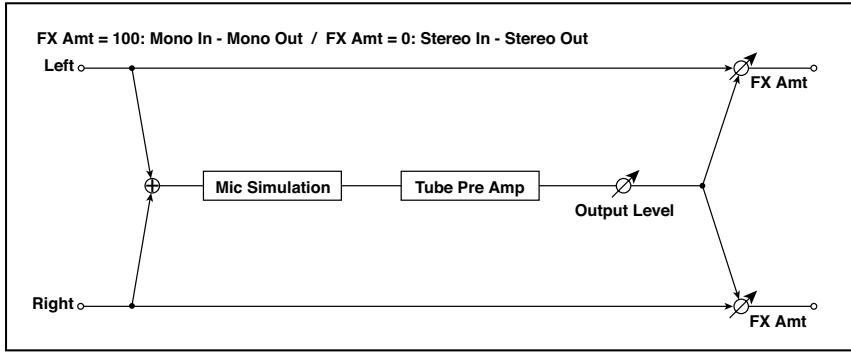 FX Amt = 100: Mono In - Mono Out / FX Amt = 0: Stereo In - Stereo Out
Left
FX Amt
Mic Simulation
Tube Pre Amp
Output Level
Right
FX Amt